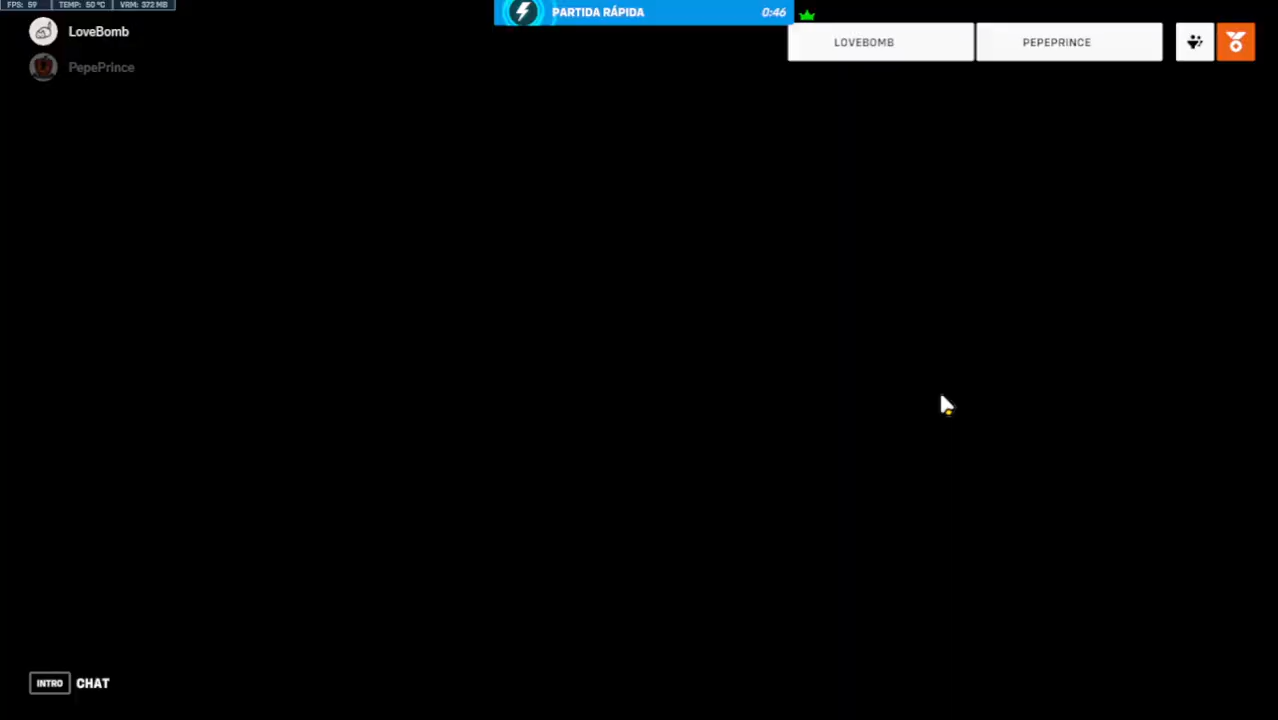 FPS: 59 TEMP: 50 °C VRM: 372 MB
PARTIDA RÁPIDA 0:46
LoveBomb
PepePrince
LOVEBOMB
PEPEPRINCE
INTRO CHAT